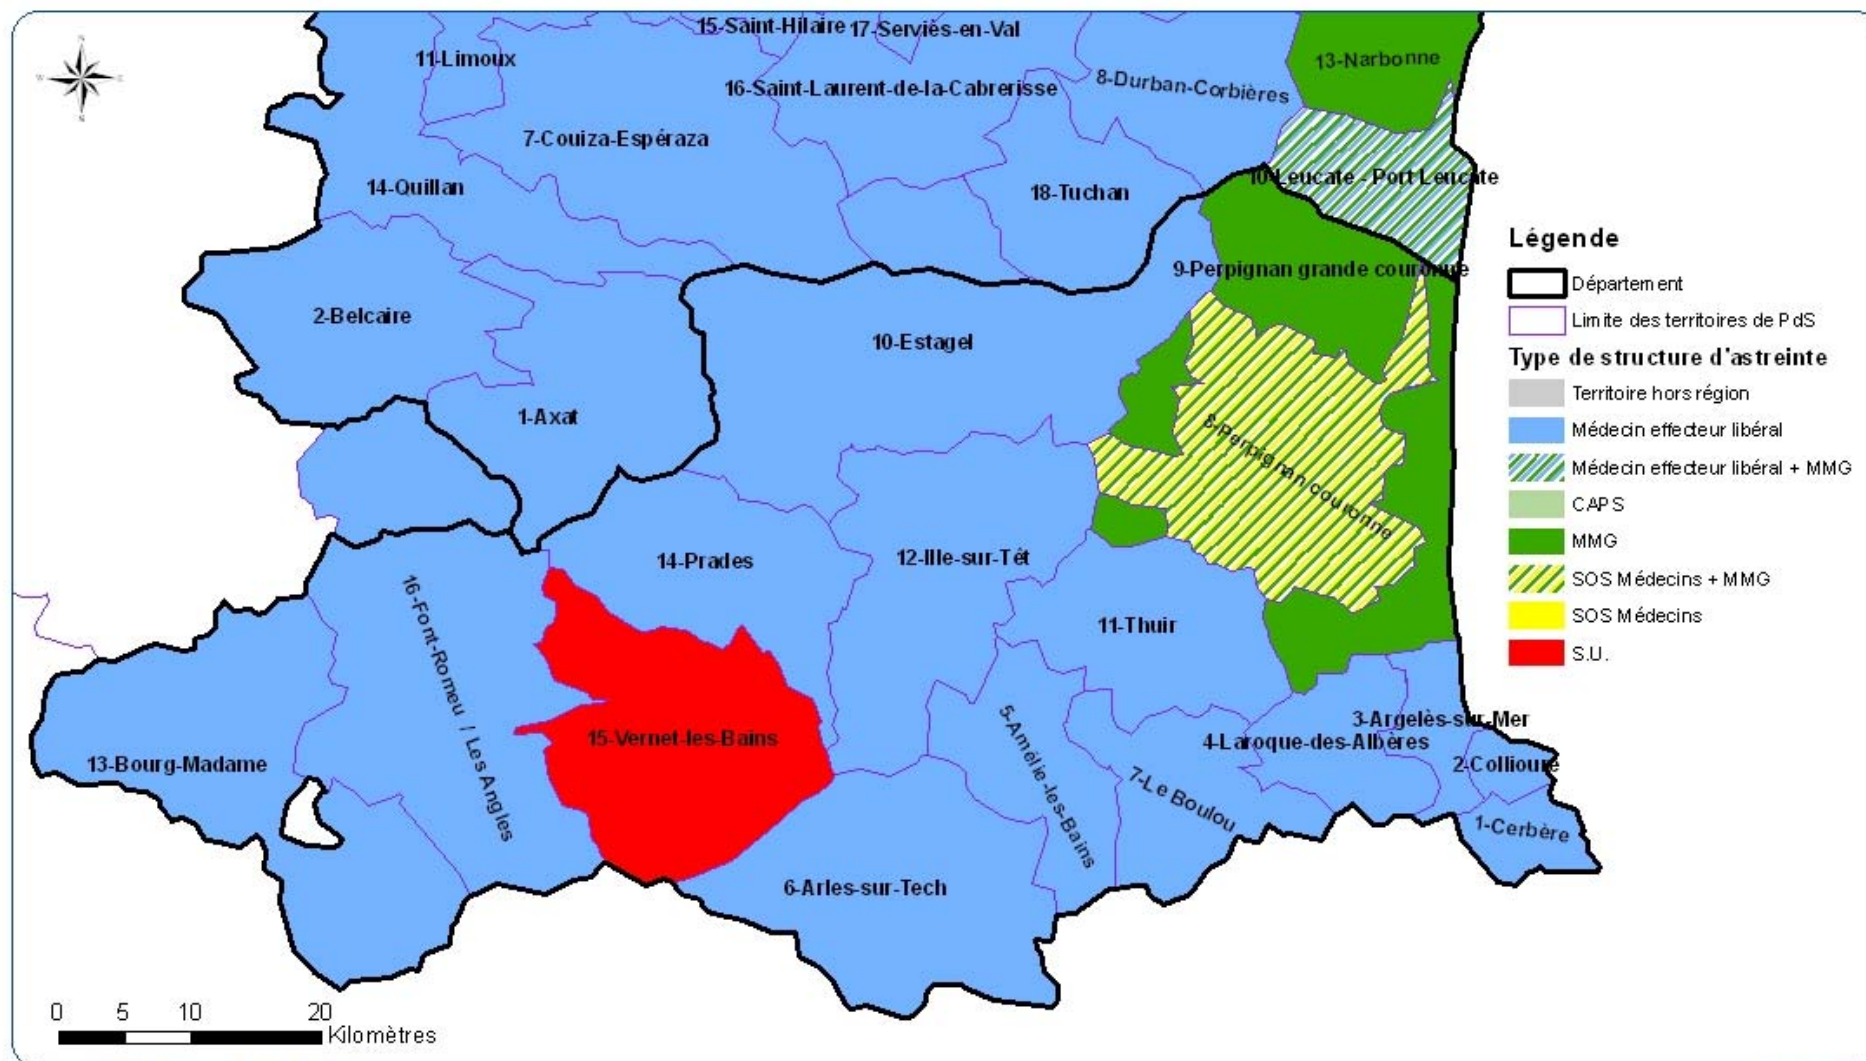 15-Saint-Hilaire
17-Serviès-en-Val
11-Limoux
13-Narbonne
16-Saint-Laurent-de-la-Cabrerisse
8-Durban-Corbières
7-Couiza-Espéraza
14-Quillan
18-Tuchan
10-Leucate - Port Leucate
9-Perpignan grande couronne
2-Belcaire
10-Estagel
1-Axat
8-Perpignan couronne
14-Prades
12-Ille-sur-Têt
16-Font-Romeu / Les Angles
11-Thuir
15-Vernet-les-Bains
13-Bourg-Madame
5-Amélie-les-Bains
3-Argelès-sur-Mer
4-Laroque-des-Albères
2-Collioure
7-Le Boulou
1-Cerbère
6-Arles-sur-Tech
Légende
Département
Limite des territoires de PdS
Type de structure d'astreinte
Territoire hors région
Médecin effecteur libéral
Médecin effecteur libéral + MMG
CAPS
MMG
SOS Médecins + MMG
SOS Médecins
S.U.
0 5 10 20
Kilomètres